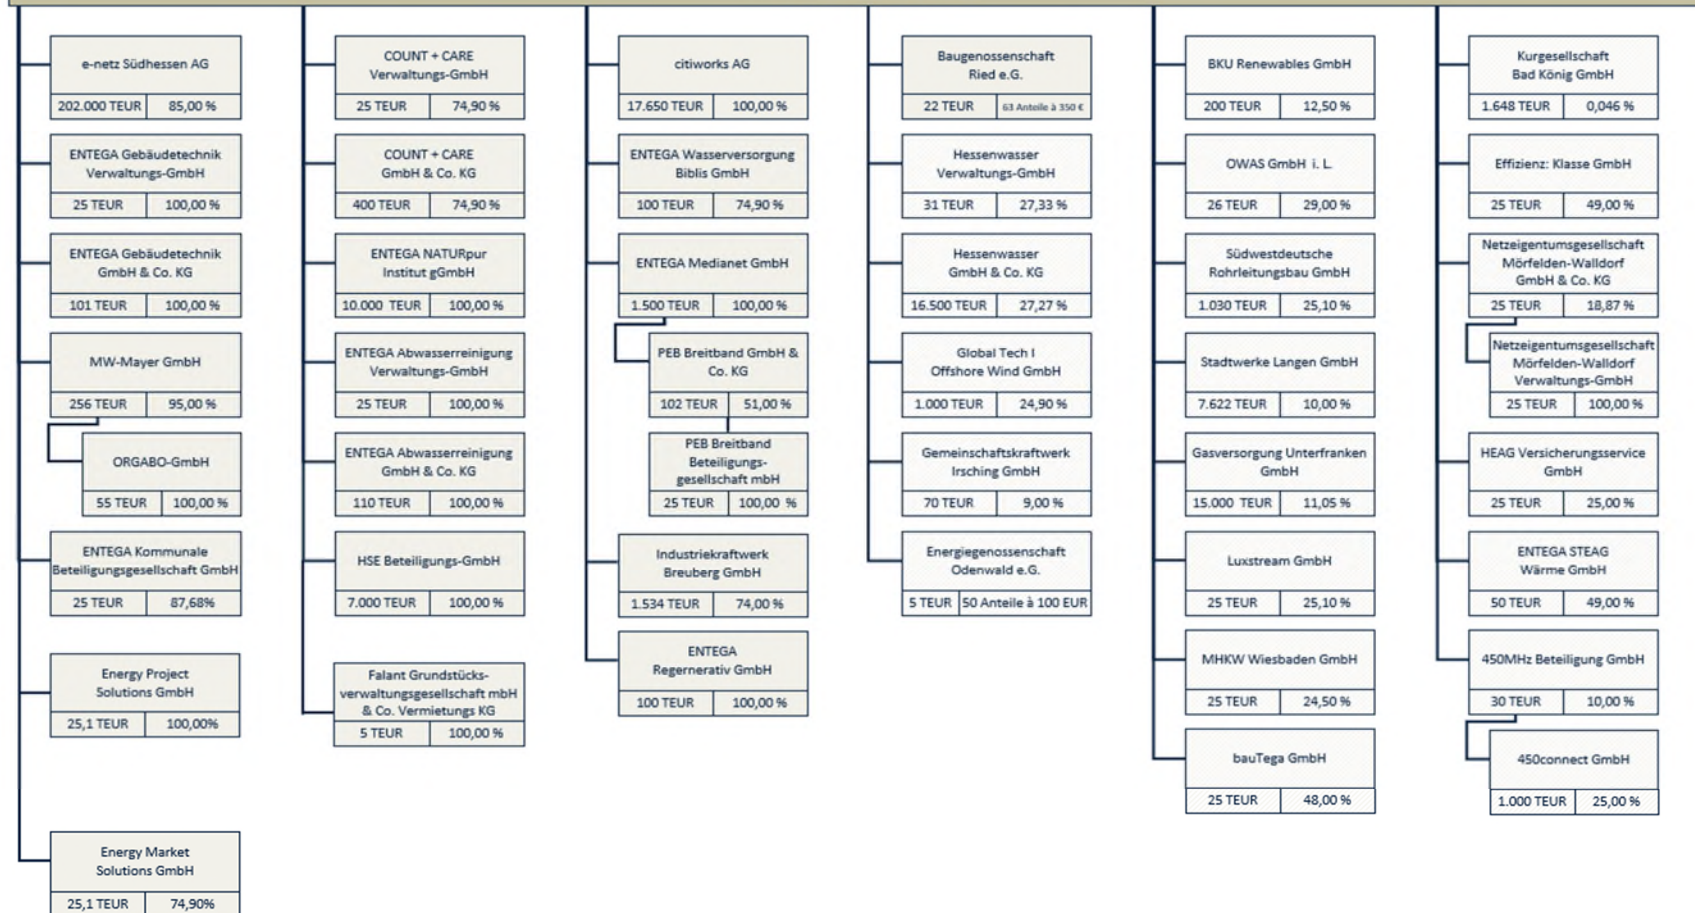 e-netz Südhessen AG
202.000 TEUR 85,00 %
ENTEGA Gebäudetechnik
Verwaltungs-GmbH
25 TEUR 100,00 %
ENTEGA Gebäudetechnik
GmbH & Co. KG
101 TEUR 100,00 %
MW-Mayer GmbH
256 TEUR 95,00 %
ORGABO-GmbH
55 TEUR 100,00 %
ENTEGA Kommunale
Beteiligungsgesellschaft GmbH
25 TEUR 87,68%
Energy Project
Solutions GmbH
25,1 TEUR 100,00%
Energy Market
Solutions GmbH
25,1 TEUR 74,90%
COUNT + CARE
Verwaltungs-GmbH
25 TEUR 74,90 %
COUNT + CARE
GmbH & Co. KG
400 TEUR 74,90 %
ENTEGA NATURpur
Institut gGmbH
10.000 TEUR 100,00 %
ENTEGA Abwasserreinigung
Verwaltungs-GmbH
25 TEUR 100,00 %
ENTEGA Abwasserreinigung
GmbH & Co. KG
110 TEUR 100,00 %
HSE Beteiligungs-GmbH
7.000 TEUR 100,00 %
Falant Grundstücks-
verwaltungsgesellschaft mbH
& Co. Vermietungs KG
5 TEUR 100,00 %
citiworks AG
17.650 TEUR 100,00 %
ENTEGA Wasserversorgung
Biblis GmbH
100 TEUR 74,90 %
ENTEGA Medianet GmbH
1.500 TEUR 100,00 %
PEB Breitband GmbH &
Co. KG
102 TEUR 51,00 %
PEB Breitband
Beteiligungs-
gesellschaft mbH
25 TEUR 100,00 %
Industriekraftwerk
Breuberg GmbH
1.534 TEUR 74,00 %
ENTEGA
Regernerativ GmbH
100 TEUR 100,00 %
Baugenossenschaft
Ried e.G.
22 TEUR 63 Anteile à 350 €
Hessenwasser
Verwaltungs-GmbH
31 TEUR 27,33 %
Hessenwasser
GmbH & Co. KG
16.500 TEUR 27,27 %
Global Tech I
Offshore Wind GmbH
1.000 TEUR 24,90 %
Gemeinschaftskraftwerk
Irsching GmbH
70 TEUR 9,00 %
Energiegenossenschaft
Odenwald e.G.
5 TEUR 50 Anteile à 100 EUR
BKU Renewables GmbH
200 TEUR 12,50 %
OWAS GmbH i. L.
26 TEUR 29,00 %
Südwestdeutsche
Rohrleitungsbau GmbH
1.030 TEUR 25,10 %
Stadtwerke Langen GmbH
7.622 TEUR 10,00 %
Gasversorgung Unterfranken
GmbH
15.000 TEUR 11,05 %
Luxstream GmbH
25 TEUR 25,10 %
MHKW Wiesbaden GmbH
25 TEUR 24,50 %
bauTega GmbH
25 TEUR 48,00 %
Kurgesellschaft
Bad König GmbH
1.648 TEUR 0,046 %
Effizienz: Klasse GmbH
25 TEUR 49,00 %
Netzeigentumsgesellschaft
Mörfelden-Walldorf
GmbH & Co. KG
25 TEUR 18,87 %
Netzeigentumsgesellschaft
Mörfelden-Walldorf
Verwaltungs-GmbH
25 TEUR 100,00 %
HEAG Versicherungsservice
GmbH
25 TEUR 25,00 %
ENTEGA STEAG
Wärme GmbH
50 TEUR 49,00 %
450MHz Beteiligung GmbH
30 TEUR 10,00 %
450connect GmbH
1.000 TEUR 25,00 %